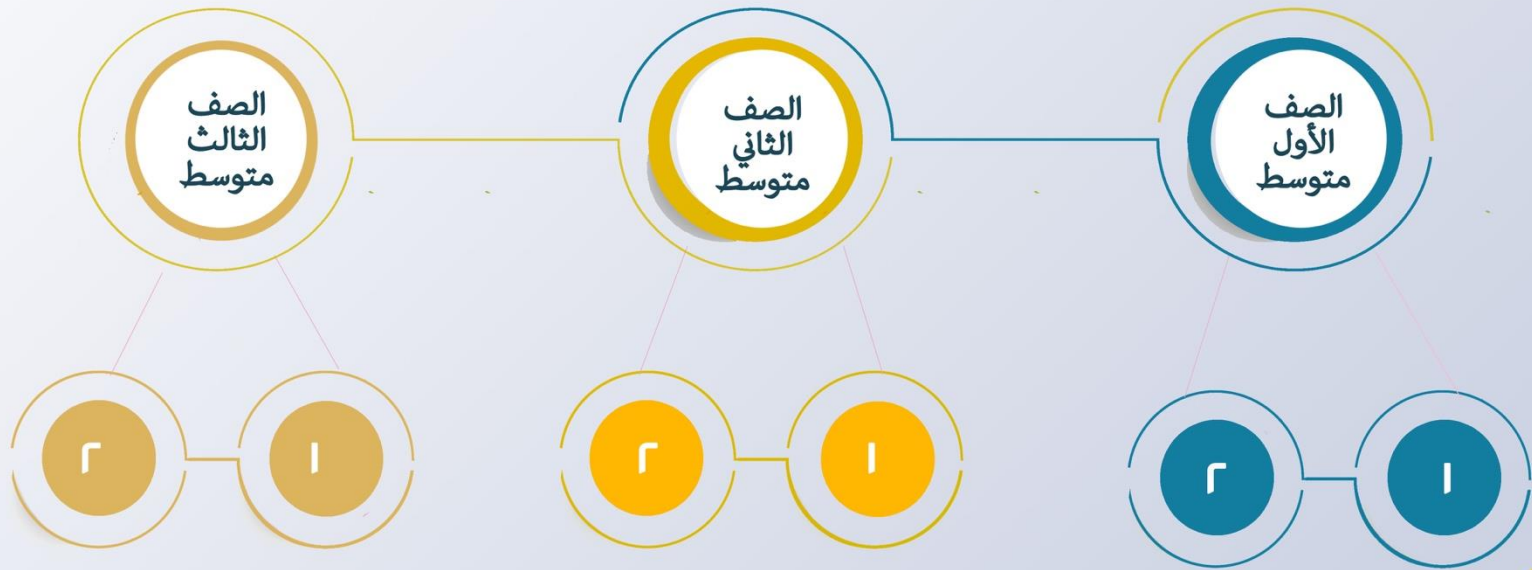 الصف
الأول
متوسط
الصف
الثاني
متوسط
الصف
الثالث
متوسط
١
٢
١
٢
١
٢